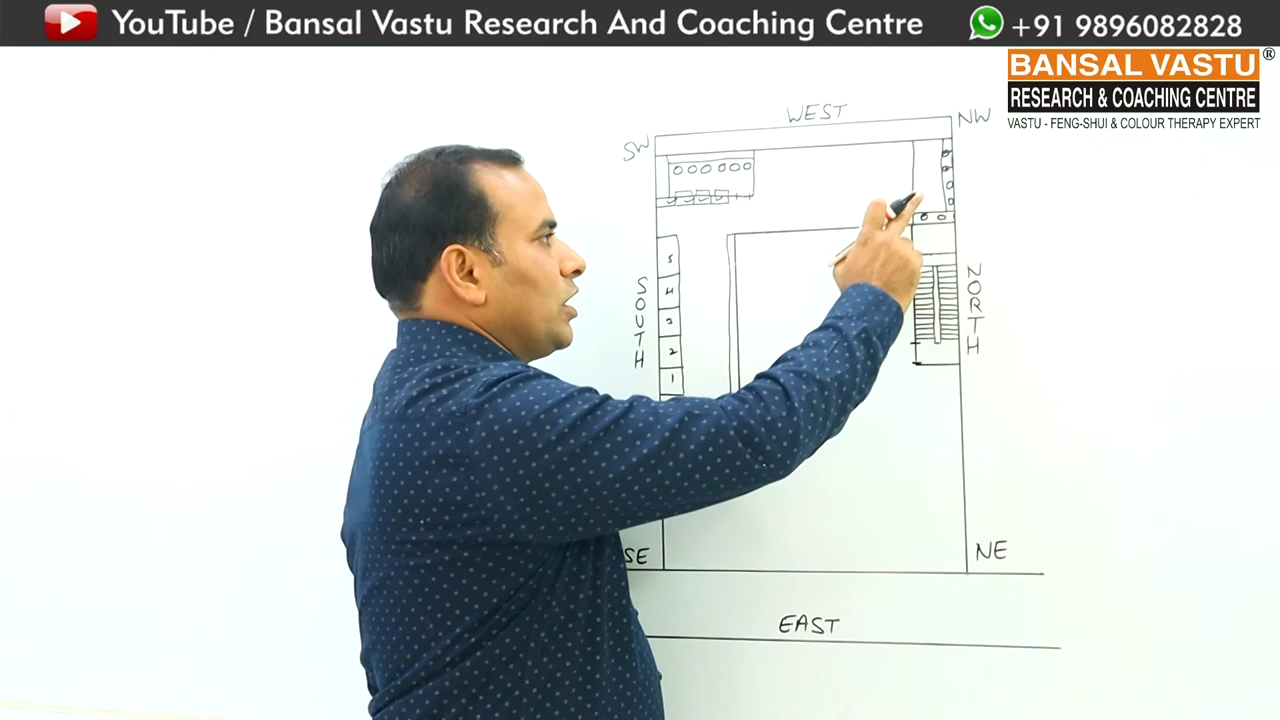 YouTube / Bansal Vastu Research And Coaching Centre
+91 9896082828
BANSAL VASTU®
RESEARCH & COACHING CENTRE
VASTU - FENG-SHUI & COLOUR THERAPY EXPERT
WEST
NW
SW
SOUTH
5
4
3
2
1
NORTH
SE
NE
EAST